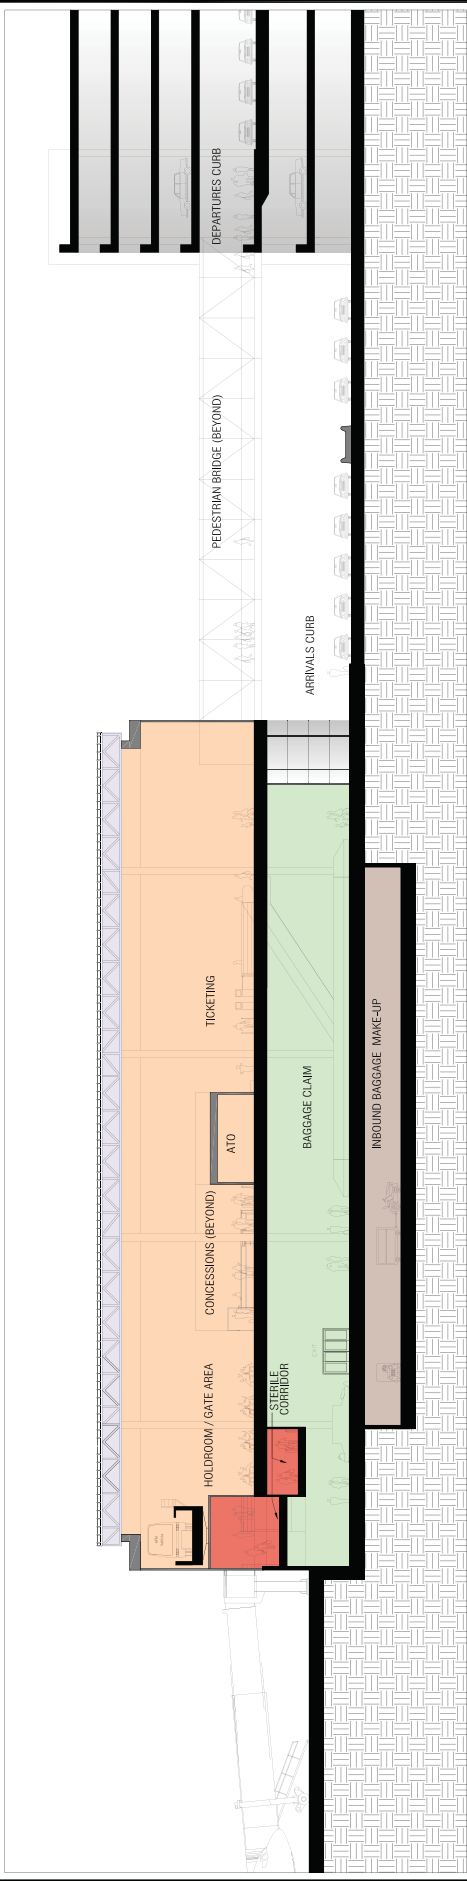 DEPARTURES CURB
PEDESTRIAN BRIDGE (BEYOND)
ARRIVALS CURB
TICKETING
ATO
CONCESSIONS (BEYOND)
HOLDROOM / GATE AREA
BAGGAGE CLAIM
STERILE
CORRIDOR
EXIT
INBOUND BAGGAGE MAKE-UP